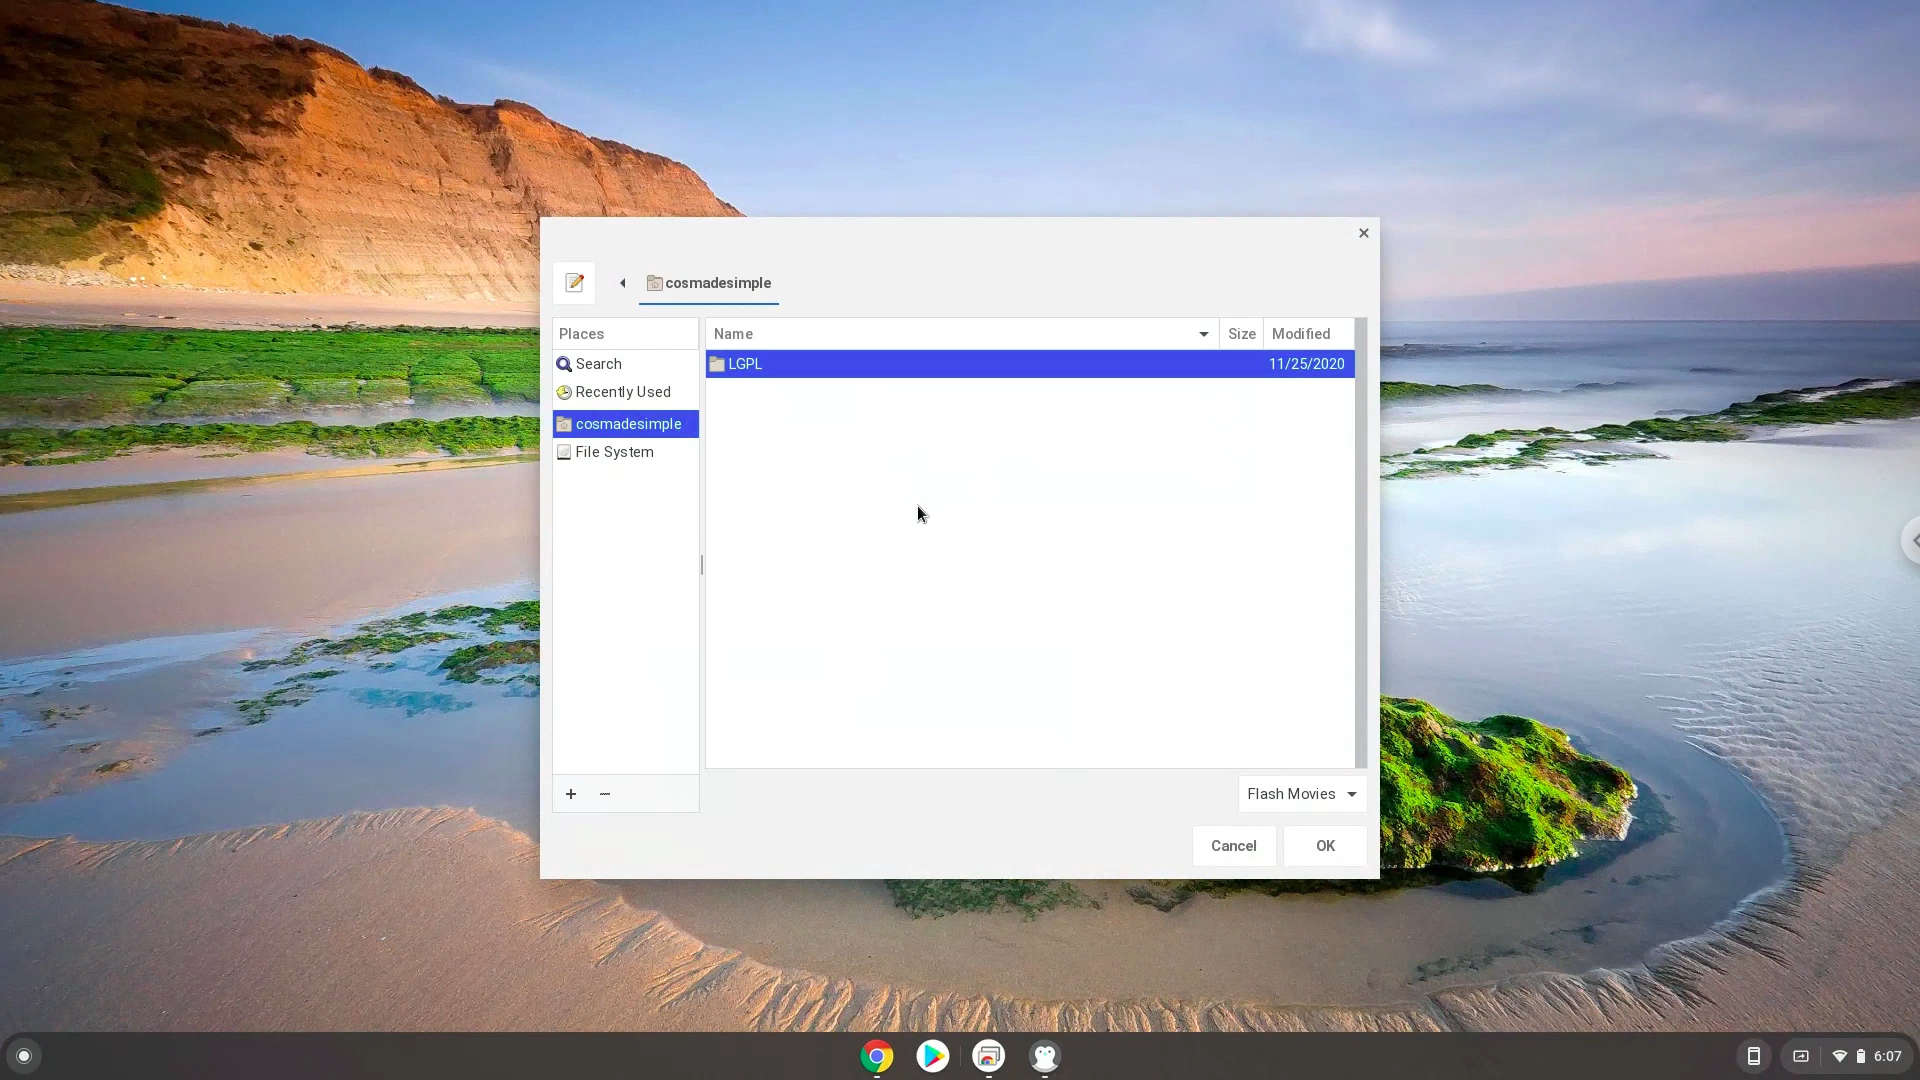 cosmadesimple
Places
Name
Size
Modified
Search
Recently Used
cosmadesimple
File System
LGPL
11/25/2020
Flash Movies
Cancel
OK
6:07